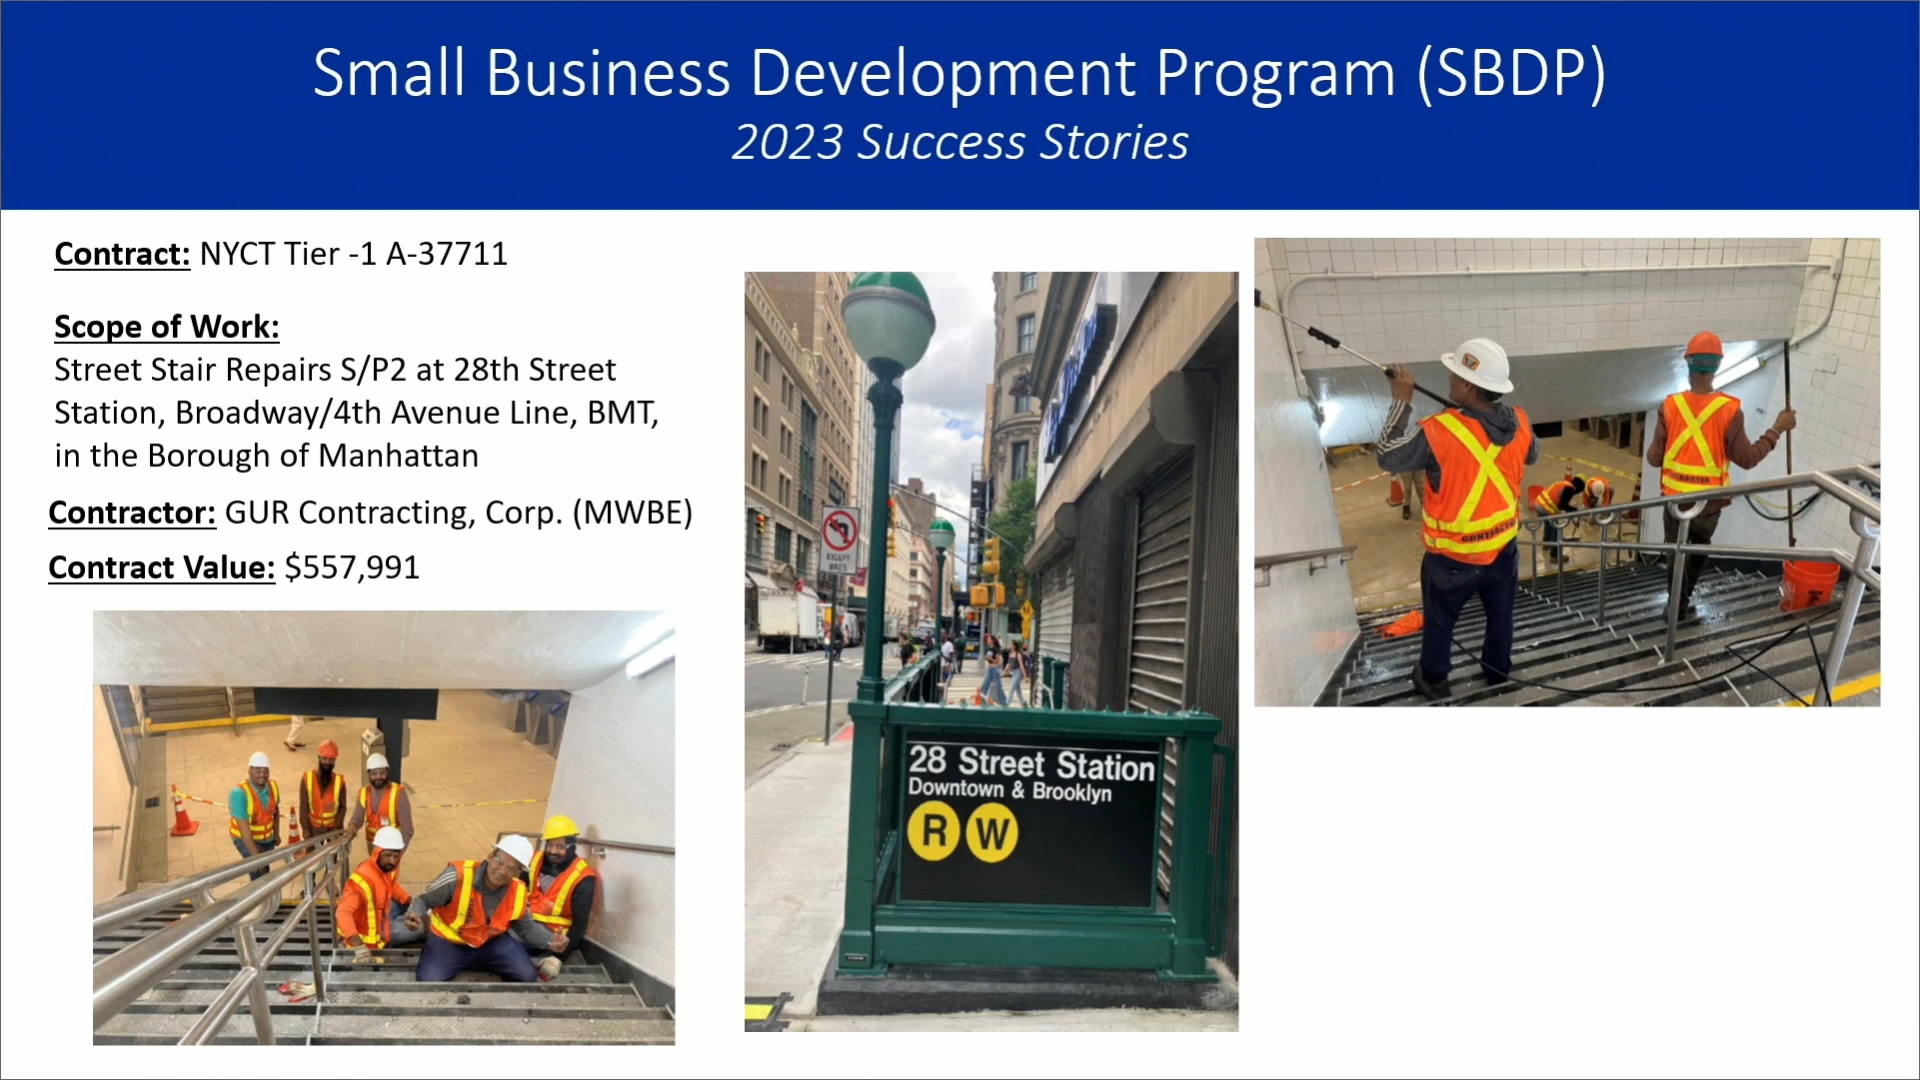 Small Business Development Program (SBDP)
2023 Success Stories
Contract: NYCT Tier -1 A-37711
Scope of Work:
Street Stair Repairs S/P2 at 28th Street
Station, Broadway/4th Avenue Line, BMT,
in the Borough of Manhattan
Contractor: GUR Contracting, Corp. (MWBE)
Contract Value: $557,991
EXCEPT
BIKES
28 Street Station
Downtown & Brooklyn
R W